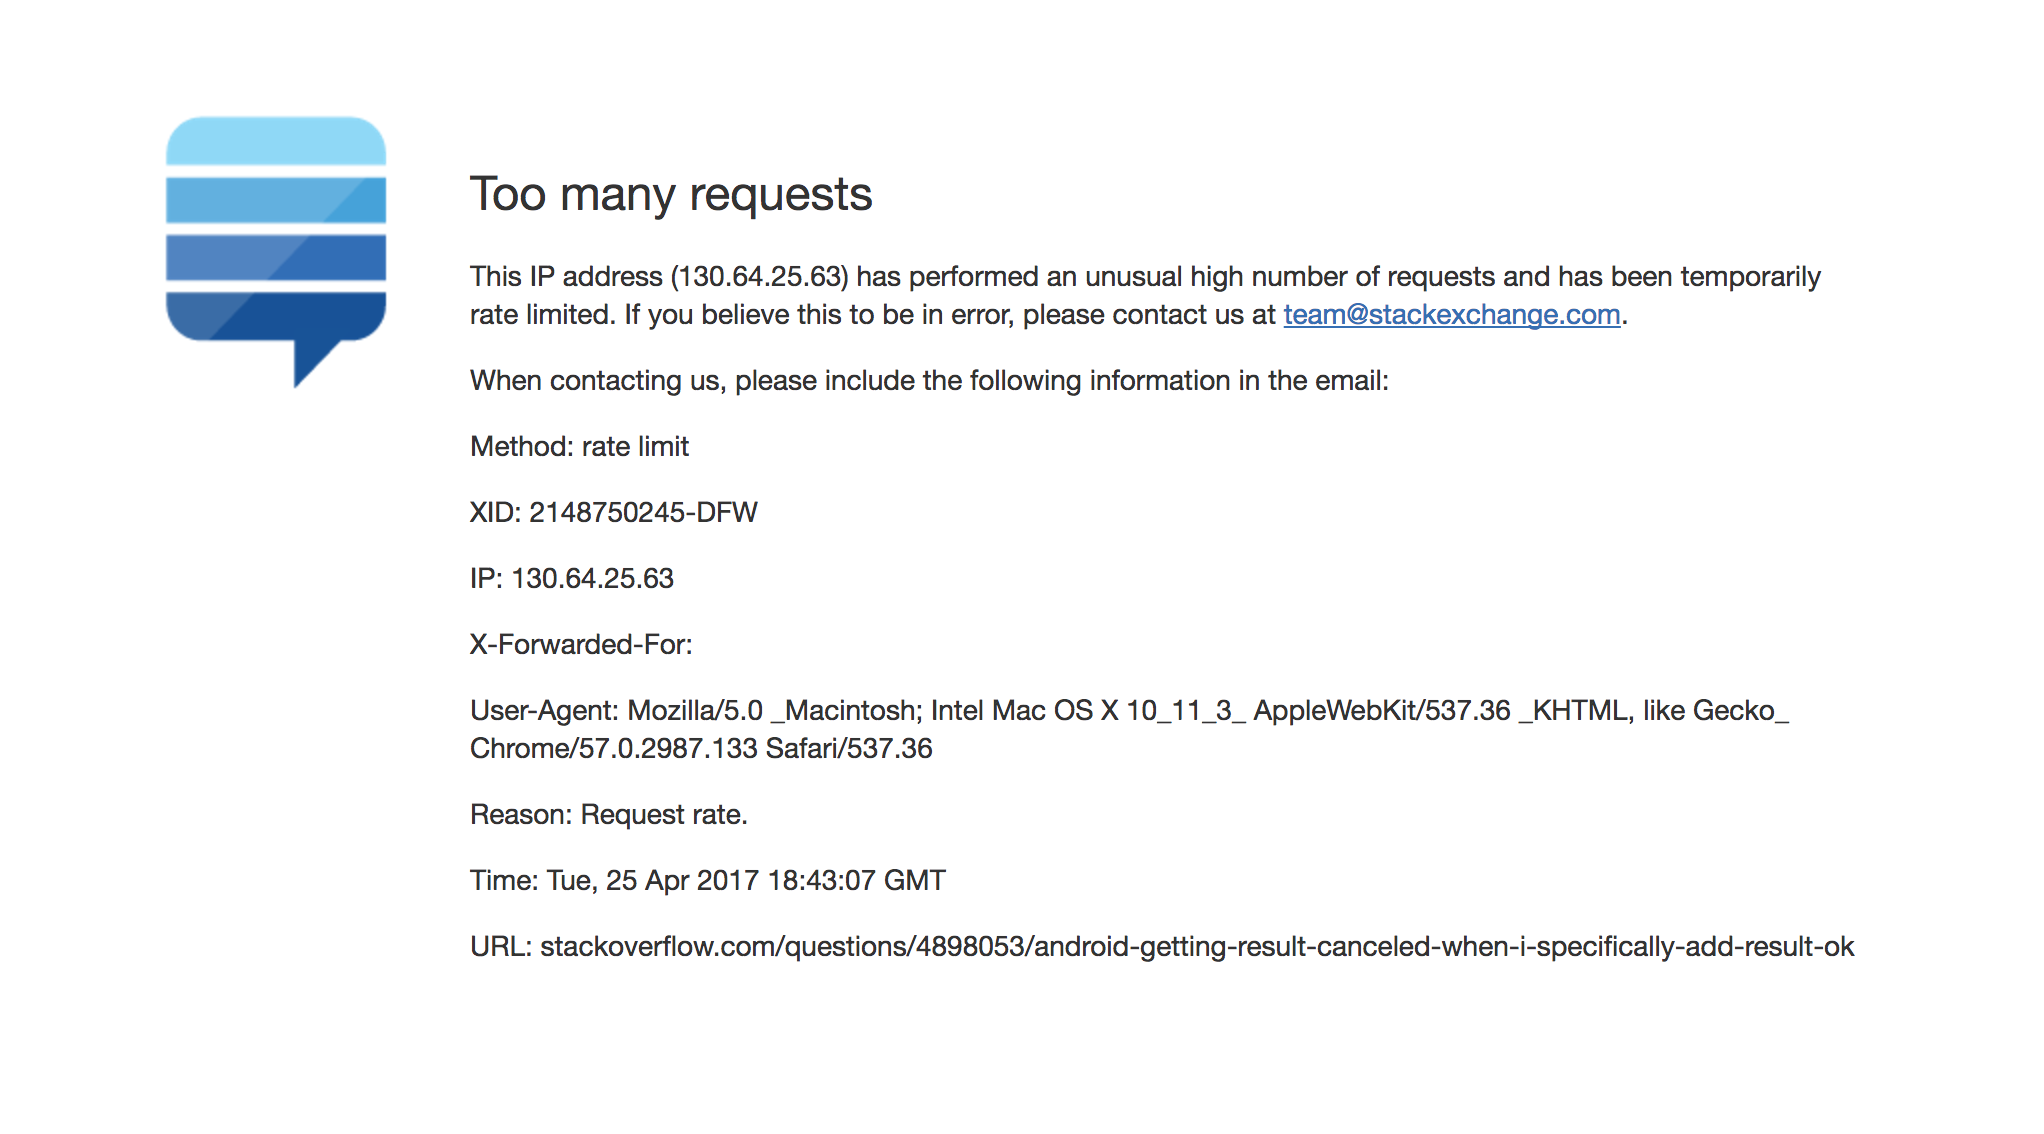 Too many requests
This IP address (130.64.25.63) has performed an unusual high number of requests and has been temporarily
rate limited. If you believe this to be in error, please contact us at team@stackexchange.com.
When contacting us, please include the following information in the email:
Method: rate limit
XID: 2148750245-DFW
IP: 130.64.25.63
X-Forwarded-For:
User-Agent: Mozilla/5.0 _Macintosh; Intel Mac OS X 10_11_3_ AppleWebKit/537.36 _KHTML, like Gecko_
Chrome/57.0.2987.133 Safari/537.36
Reason: Request rate.
Time: Tue, 25 Apr 2017 18:43:07 GMT
URL: stackoverflow.com/questions/4898053/android-getting-result-canceled-when-i-specifically-add-result-ok